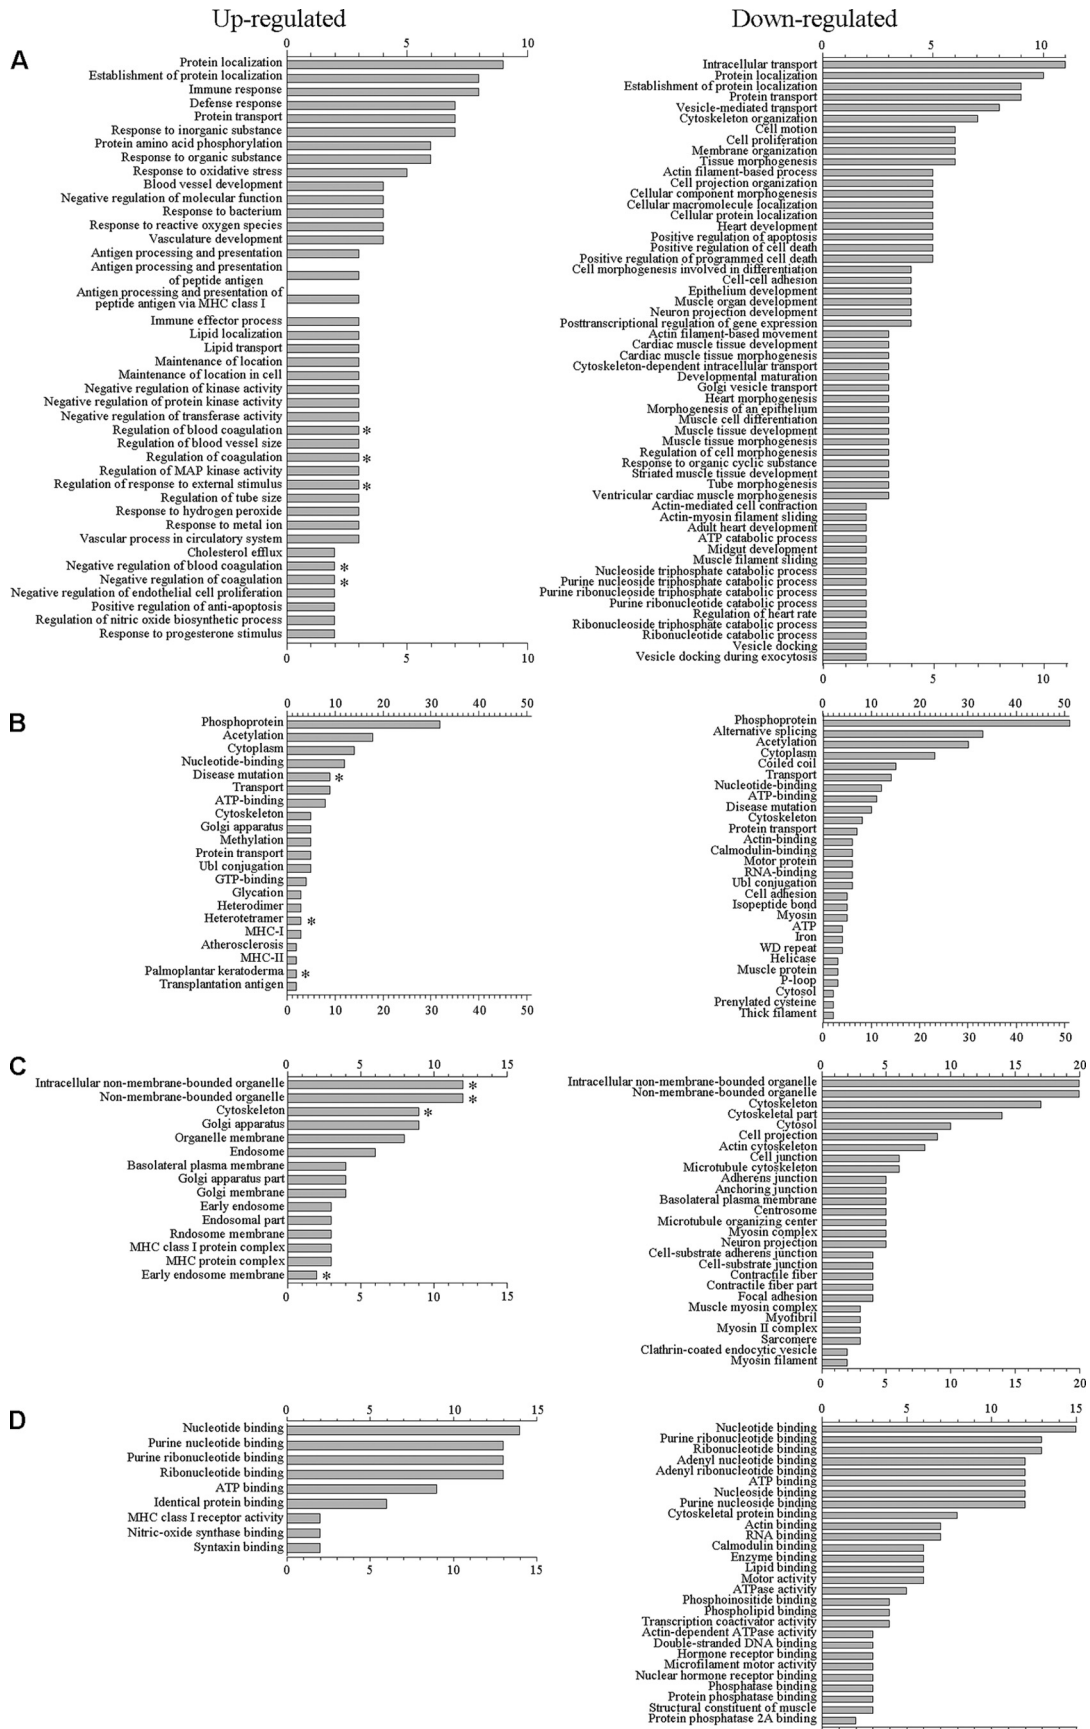 Up-regulated
Down-regulated
A
0 5 10
Protein localization
Establishment of protein localization
Immune response
Defense response
Protein transport
Response to inorganic substance
Protein amino acid phosphorylation
Response to organic substance
Response to oxidative stress
Blood vessel development
Negative regulation of molecular function
Response to bacterium
Response to reactive oxygen species
Vasculature development
Antigen processing and presentation
Antigen processing and presentation
of peptide antigen
Antigen processing and presentation of
peptide antigen via MHC class I
Immune effector process
Lipid localization
Lipid transport
Maintenance of location
Maintenance of location in cell
Negative regulation of kinase activity
Negative regulation of protein kinase activity
Negative regulation of transferase activity
Regulation of blood coagulation *
Regulation of blood vessel size
Regulation of coagulation *
Regulation of MAP kinase activity
Regulation of response to external stimulus *
Regulation of tube size
Response to hydrogen peroxide
Response to metal ion
Vascular process in circulatory system
Cholesterol efflux
Negative regulation of blood coagulation *
Negative regulation of coagulation *
Negative regulation of endothelial cell proliferation
Positive regulation of anti-apoptosis
Regulation of nitric oxide biosynthetic process
Response to progesterone stimulus
0 5 10
0 5 10
Intracellular transport
Protein localization
Establishment of protein localization
Protein transport
Vesicle-mediated transport
Cytoskeleton organization
Cell motion
Cell proliferation
Membrane organization
Tissue morphogenesis
Actin filament-based process
Cell projection organization
Cellular component morphogenesis
Cellular macromolecule localization
Cellular protein localization
Heart development
Positive regulation of apoptosis
Positive regulation of cell death
Positive regulation of programmed cell death
Cell morphogenesis involved in differentiation
Cell-cell adhesion
Epithelium development
Muscle organ development
Neuron projection development
Posttranscriptional regulation of gene expression
Actin filament-based movement
Cardiac muscle tissue development
Cardiac muscle tissue morphogenesis
Cytoskeleton-dependent intracellular transport
Developmental maturation
Golgi vesicle transport
Heart morphogenesis
Morphogenesis of an epithelium
Muscle cell differentiation
Muscle tissue development
Muscle tissue morphogenesis
Regulation of cell morphogenesis
Response to organic cyclic substance
Striated muscle tissue development
Tube morphogenesis
Ventricular cardiac muscle morphogenesis
Actin-mediated cell contraction
Actin-myosin filament sliding
Adult heart development
ATP catabolic process
Midgut development
Muscle filament sliding
Nucleoside triphosphate catabolic process
Purine nucleoside triphosphate catabolic process
Purine ribonucleoside triphosphate catabolic process
Purine ribonucleotide catabolic process
Regulation of heart rate
Ribonucleoside triphosphate catabolic process
Ribonucleotide catabolic process
Vesicle docking
Vesicle docking during exocytosis
0 5 10
B
0 10 20 30 40 50
Phosphoprotein
Acetylation
Cytoplasm
Nucleotide-binding
Disease mutation *
Transport
ATP-binding
Cytoskeleton
Golgi apparatus
Methylation
Protein transport
Ubl conjugation
GTP-binding
Glycation
Heterodimer
Heterotetramer *
MHC-I
Atherosclerosis
MHC-II
Palmoplantar keratoderma *
Transplantation antigen
0 10 20 30 40 50
0 10 20 30 40 50
Phosphoprotein
Alternative splicing
Acetylation
Cytoplasm
Coiled coil
Transport
Nucleotide-binding
ATP-binding
Disease mutation
Cytoskeleton
Protein transport
Actin-binding
Calmodulin-binding
Motor protein
RNA-binding
Ubl conjugation
Cell adhesion
Isopeptide bond
Myosin
ATP
Iron
WD repeat
Helicase
Muscle protein
P-loop
Cytosol
Prenylated cysteine
Thick filament
0 10 20 30 40 50
C
0 5 10 15
Intracellular non-membrane-bounded organelle *
Non-membrane-bounded organelle *
Cytoskeleton *
Golgi apparatus
Organelle membrane
Endosome
Basolateral plasma membrane
Golgi apparatus part
Golgi membrane
Early endosome
Endosomal part
Rndosome membrane
MHC class I protein complex
MHC protein complex
Early endosome membrane *
0 5 10 15
0 5 10 15 20
Intracellular non-membrane-bounded organelle
Non-membrane-bounded organelle
Cytoskeleton
Cytoskeletal part
Cytosol
Cell projection
Actin cytoskeleton
Cell junction
Microtubule cytoskeleton
Adherens junction
Anchoring junction
Basolateral plasma membrane
Centrosome
Microtubule organizing center
Myosin complex
Neuron projection
Cell-substrate adherens junction
Cell-substrate junction
Contractile fiber
Contractile fiber part
Focal adhesion
Muscle myosin complex
Myofibril
Myosin II complex
Sarcomere
Clathrin-coated endocytic vesicle
Myosin filament
0 5 10 15 20
D
0 5 10 15
Nucleotide binding
Purine nucleotide binding
Purine ribonucleotide binding
Ribonucleotide binding
ATP binding
Identical protein binding
MHC class I receptor activity
Nitric-oxide synthase binding
Syntaxin binding
0 5 10 15
0 5 10 15
Nucleotide binding
Purine ribonucleotide binding
Ribonucleotide binding
Adenyl nucleotide binding
Adenyl ribonucleotide binding
ATP binding
Nucleoside binding
Purine nucleoside binding
Cytoskeletal protein binding
Actin binding
RNA binding
Calmodulin binding
Enzyme binding
Lipid binding
Motor activity
ATPase activity
Phosphoinositide binding
Phospholipid binding
Transcription coactivator activity
Actin-dependent ATPase activity
Double-stranded DNA binding
Hormone receptor binding
Microfilament motor activity
Nuclear hormone receptor binding
Phosphatase binding
Protein phosphatase binding
Structural constituent of muscle
Protein phosphatase 2A binding